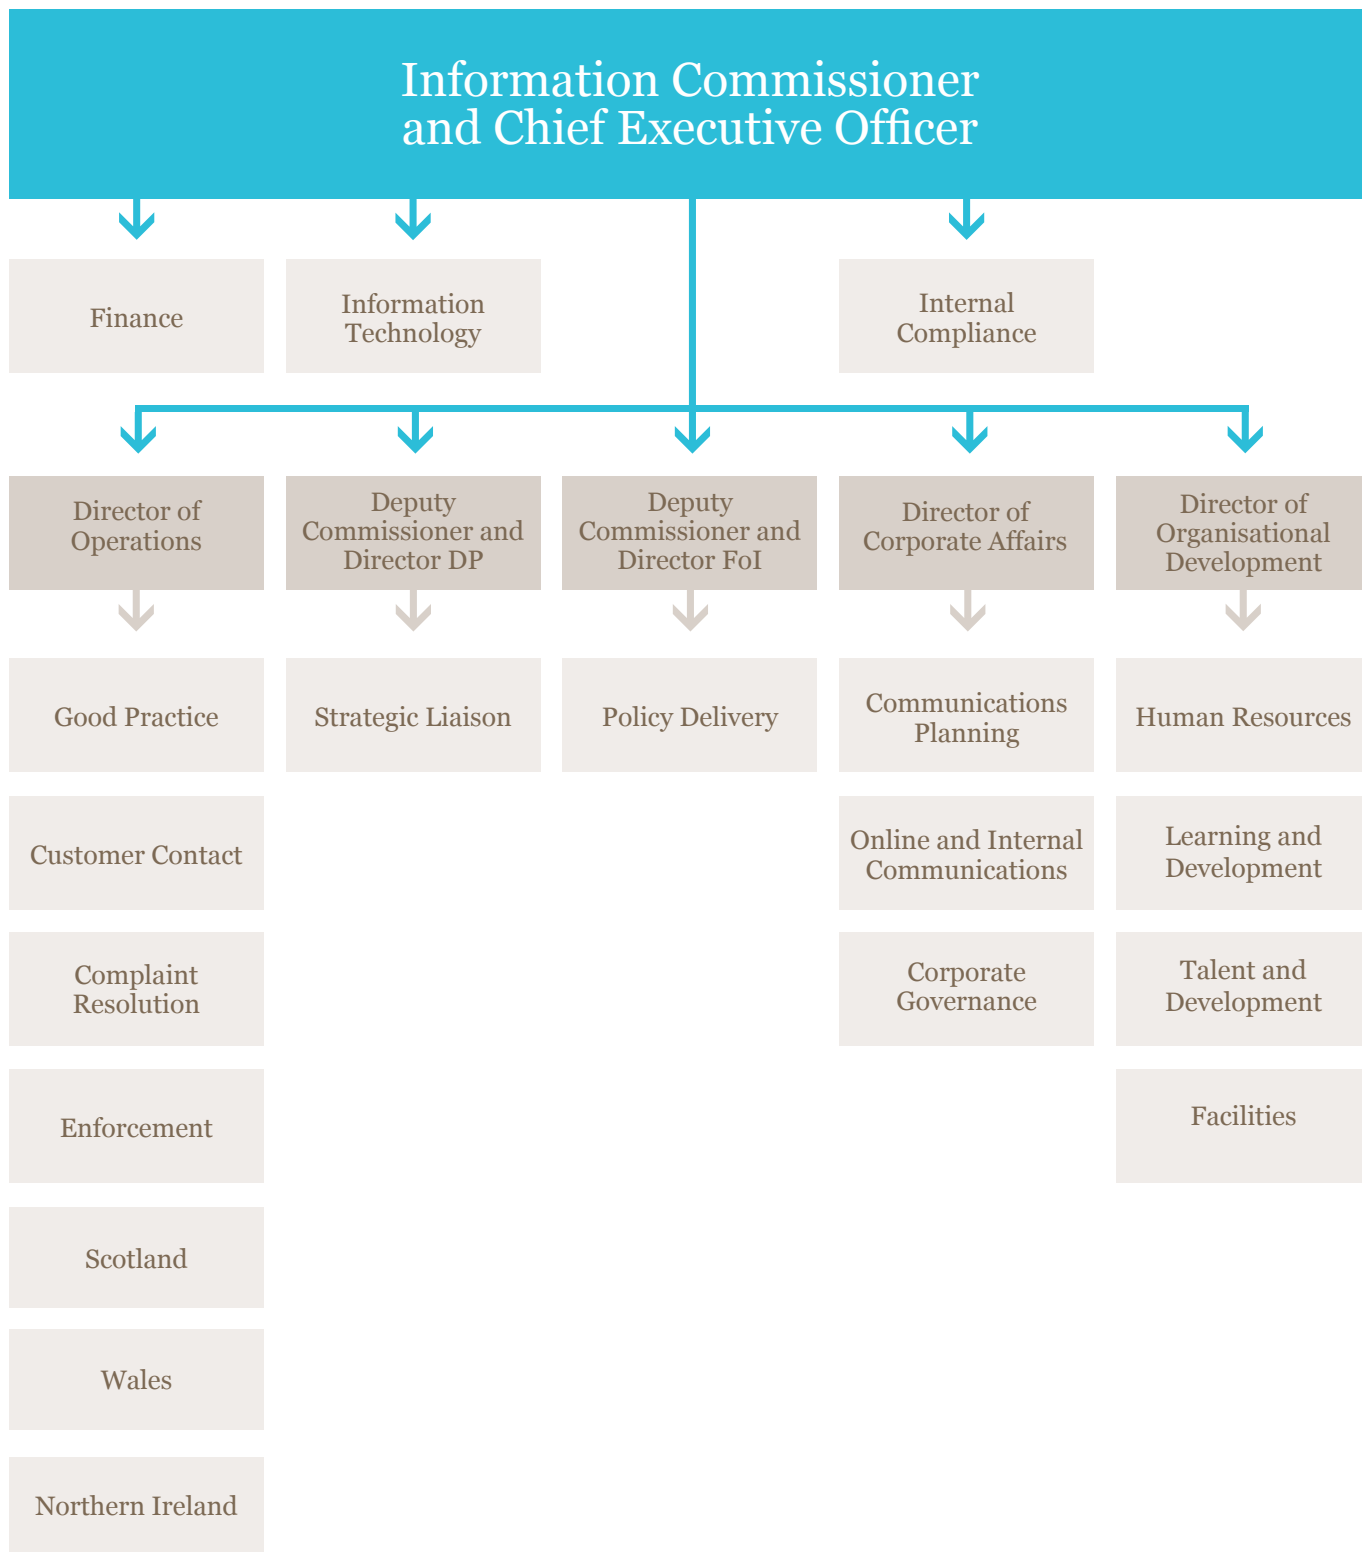 Information Commissioner
and Chief Executive Officer
Finance
Information
Technology
Internal
Compliance
Director of
Operations
Deputy
Commissioner and
Director DP
Deputy
Commissioner and
Director FoI
Director of
Corporate Affairs
Director of
Organisational
Development
Good Practice
Strategic Liaison
Policy Delivery
Communications
Planning
Human Resources
Customer Contact
Online and Internal
Communications
Learning and
Development
Complaint
Resolution
Corporate
Governance
Talent and
Development
Enforcement
Facilities
Scotland
Wales
Northern Ireland